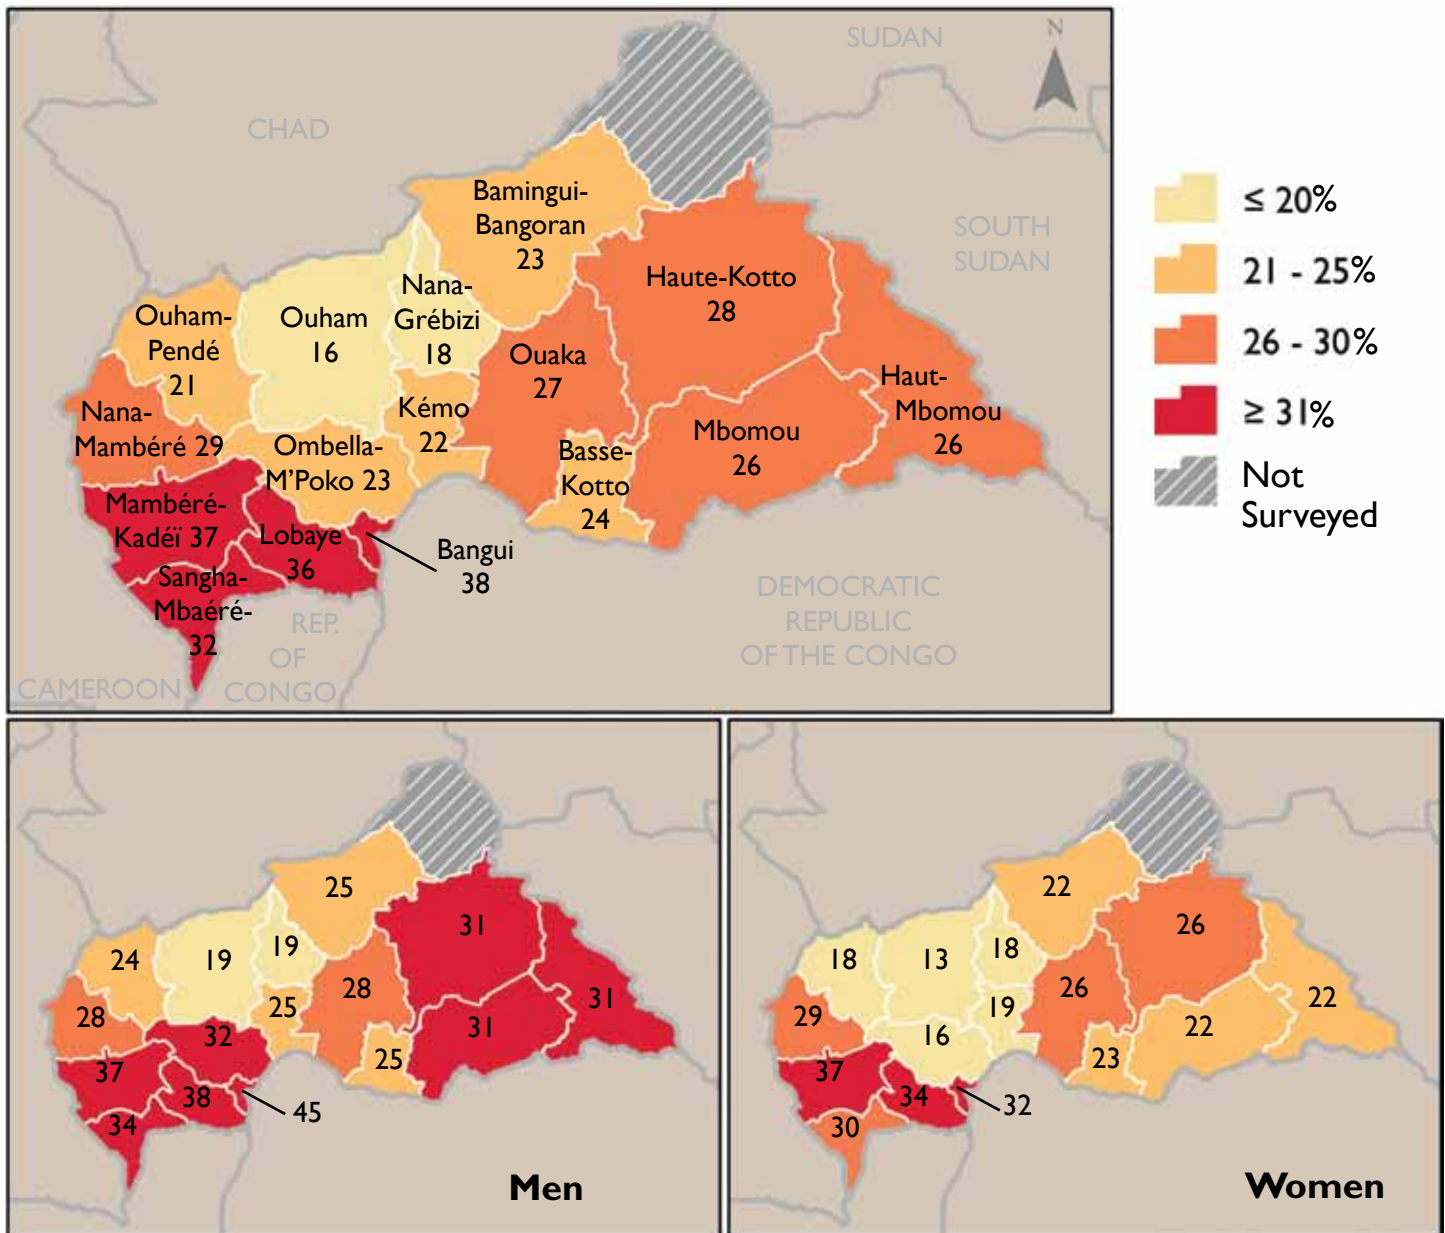 SUDAN
N
CHAD
SOUTH
SUDAN
Bamingui-
Bangoran
23
Haute-Kotto
28
Nana-
Grébizi
18
Ouham-
Pendé
21
Ouham
16
Ouaka
27
Haut-
Mbomou
26
Kémo
22
Nana-
Mambéré 29
Ombella-
M'Poko 23
Mbomou
26
Basse-
Kotto
24
Mambéré-
Kadéï 37
Lobaye
36
Bangui
38
Sangha-
Mbaéré-
32
DEMOCRATIC
REPUBLIC
OF THE CONGO
REP.
OF
CONGO
CAMEROON
≤ 20%
21 - 25%
26 - 30%
≥ 31%
Not
Surveyed
25
31
24
19
19
28
31
28
25
32
31
25
37
38
45
34
Men
22
26
18
13
18
26
22
29
19
16
22
23
37
34
32
30
Women